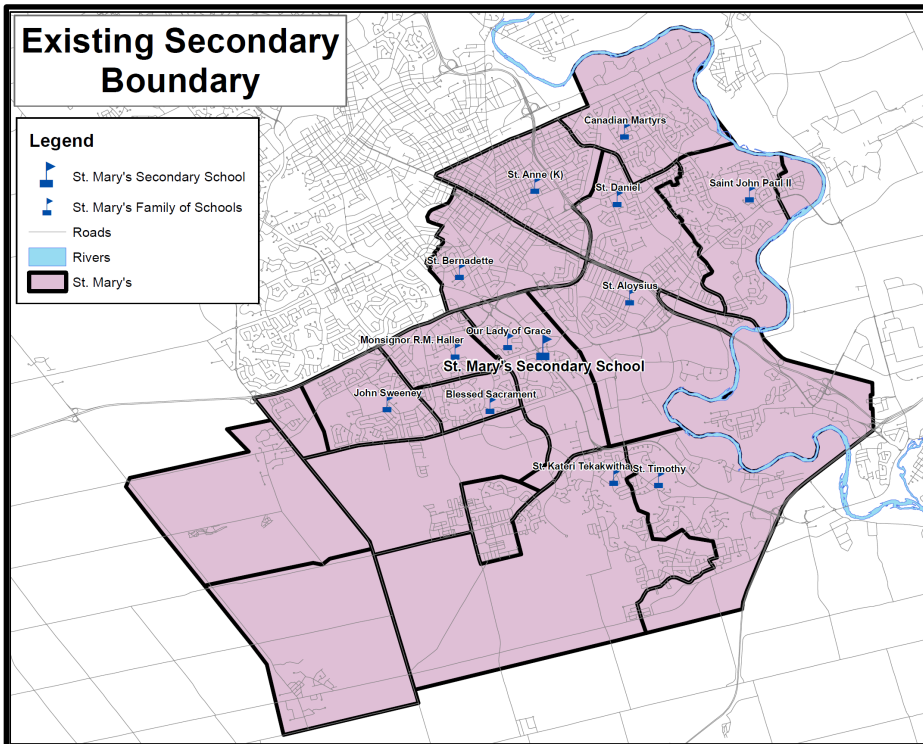 Existing Secondary
Boundary
Legend
St. Mary's Secondary School
St. Mary's Family of Schools
Roads
Rivers
St. Mary's
Canadian Martyrs
St. Anne (K)
St. Daniel
Saint John Paul II
St. Bernadette
St. Aloysius
Our Lady of Grace
Monsignor R.M. Haller
St. Mary's Secondary School
John Sweeney
Blessed Sacrament
St. Kateri Tekakwitha
St. Timothy